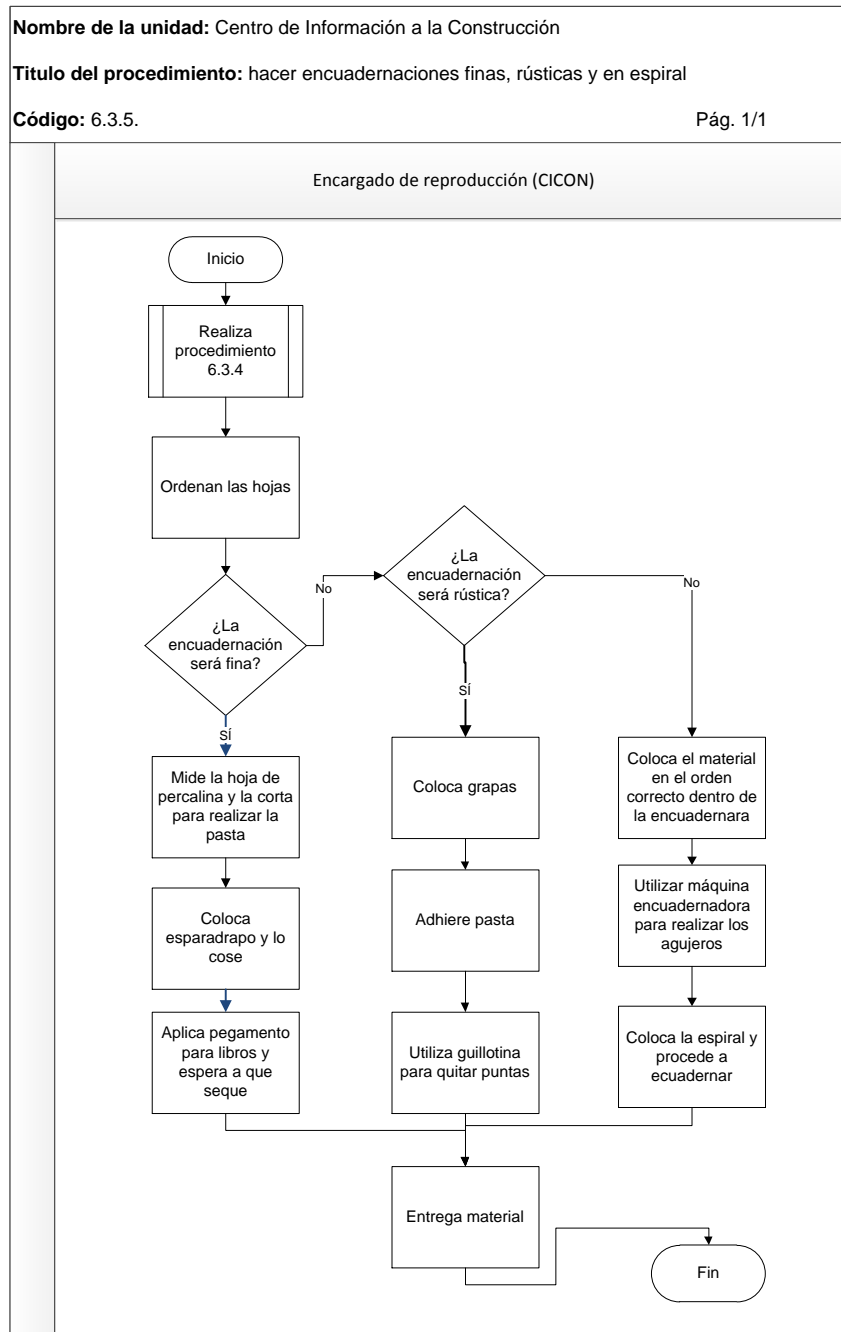 Nombre de la unidad: Centro de Información a la Construcción
Titulo del procedimiento: hacer encuadernaciones finas, rústicas y en espiral
Código: 6.3.5. Pág. 1/1
Encargado de reproducción (CICON)
Inicio
Realiza
procedimiento
6.3.4
Ordenan las hojas
¿La
encuadernación
será fina?
No
¿La
encuadernación
será rústica?
No
SÍ
Mide la hoja de
percalina y la corta
para realizar la
pasta
Coloca
esparadrapo y lo
cose
Aplica pegamento
para libros y
espera a que
seque
SÍ
Coloca grapas
Adhiere pasta
Utiliza guillotina
para quitar puntas
Coloca el material
en el orden
correcto dentro de
la encuadernara
Utilizar máquina
encuadernadora
para realizar los
agujeros
Coloca la espiral y
procede a
ecuadernar
Entrega material
Fin